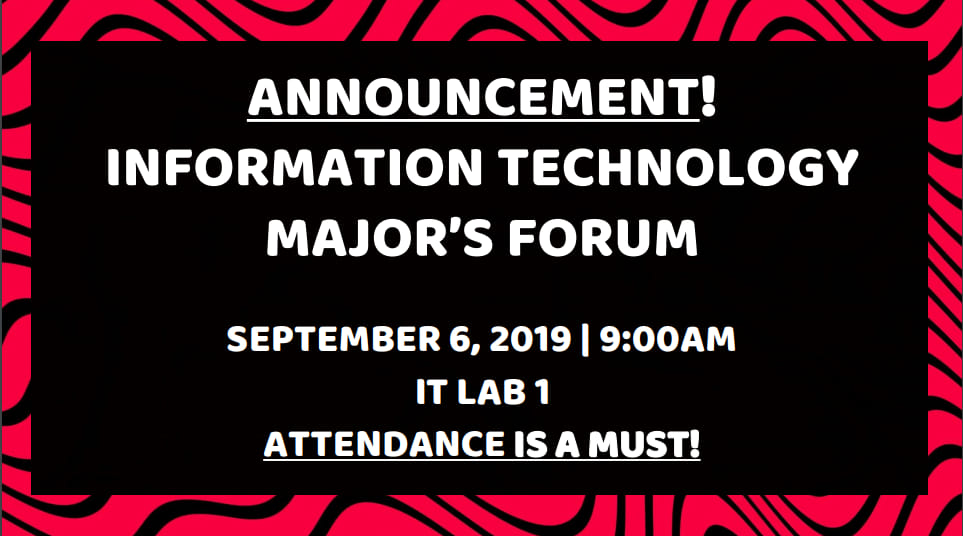 ANNOUNCEMENT!
INFORMATION TECHNOLOGY
MAJOR'S FORUM
SEPTEMBER 6, 2019 | 9:00AM
IT LAB 1
ATTENDANCE IS A MUST!